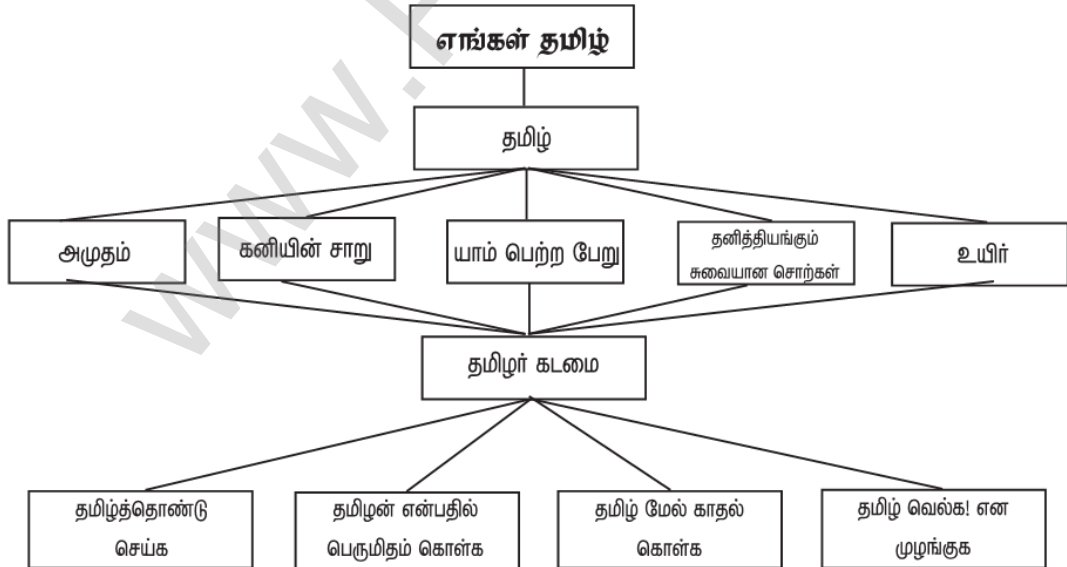 எங்கள் தமிழ்
தமிழ்
அமுதம்
கனியின் சாறு
யாம் பெற்ற பேறு
தனித்தியங்கும்
சுவையான சொற்கள்
உயிர்
தமிழர் கடமை
தமிழ்த்தொண்டு
செய்க
தமிழன் என்பதில்
பெருமிதம் கொள்க
தமிழ் மேல் காதல்
கொள்க
தமிழ் வெல்க! என
முழங்குக
www.